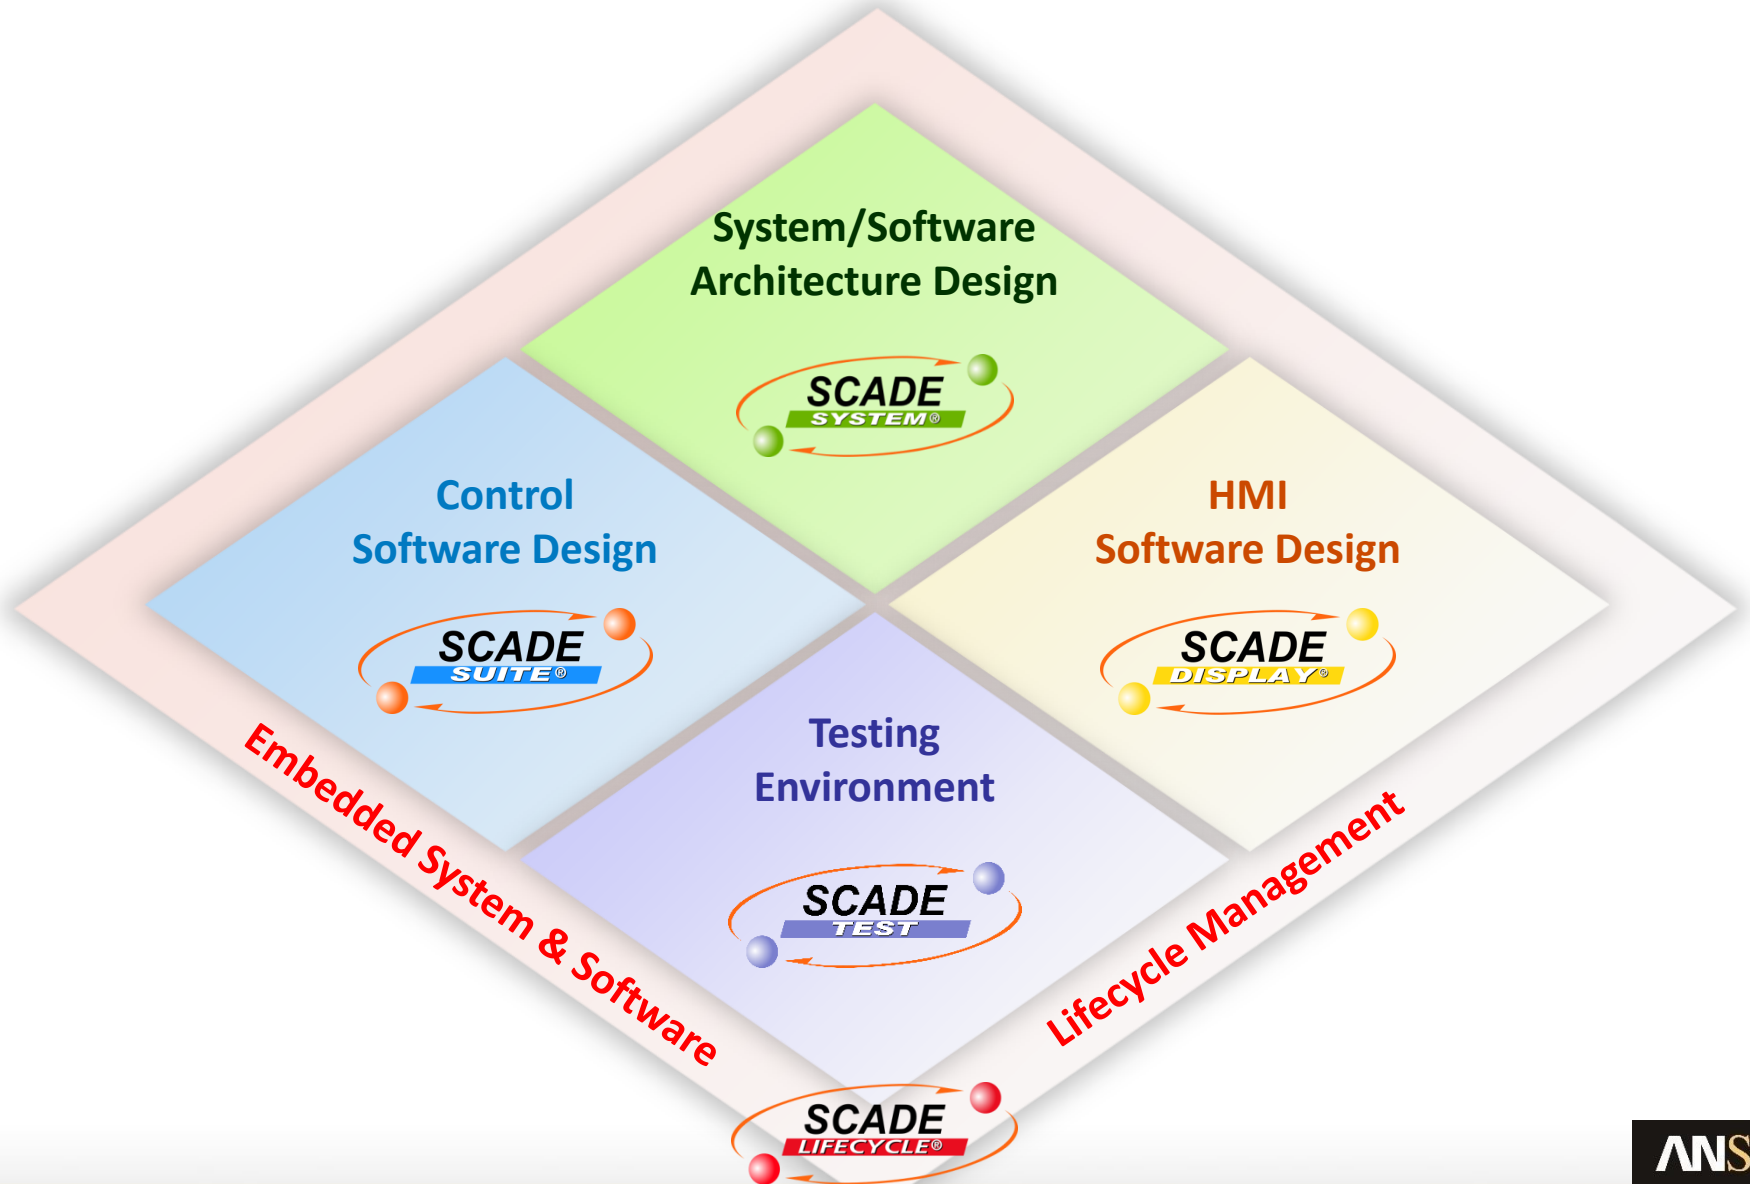 System/Software
Architecture Design
SCADE
SYSTEM®
Control
Software Design
SCADE
SUITE®
HMI
Software Design
SCADE
DISPLAY®
Testing
Environment
SCADE
TEST
Embedded System & Software
Lifecycle Management
SCADE
LIFECYCLE®
ANS